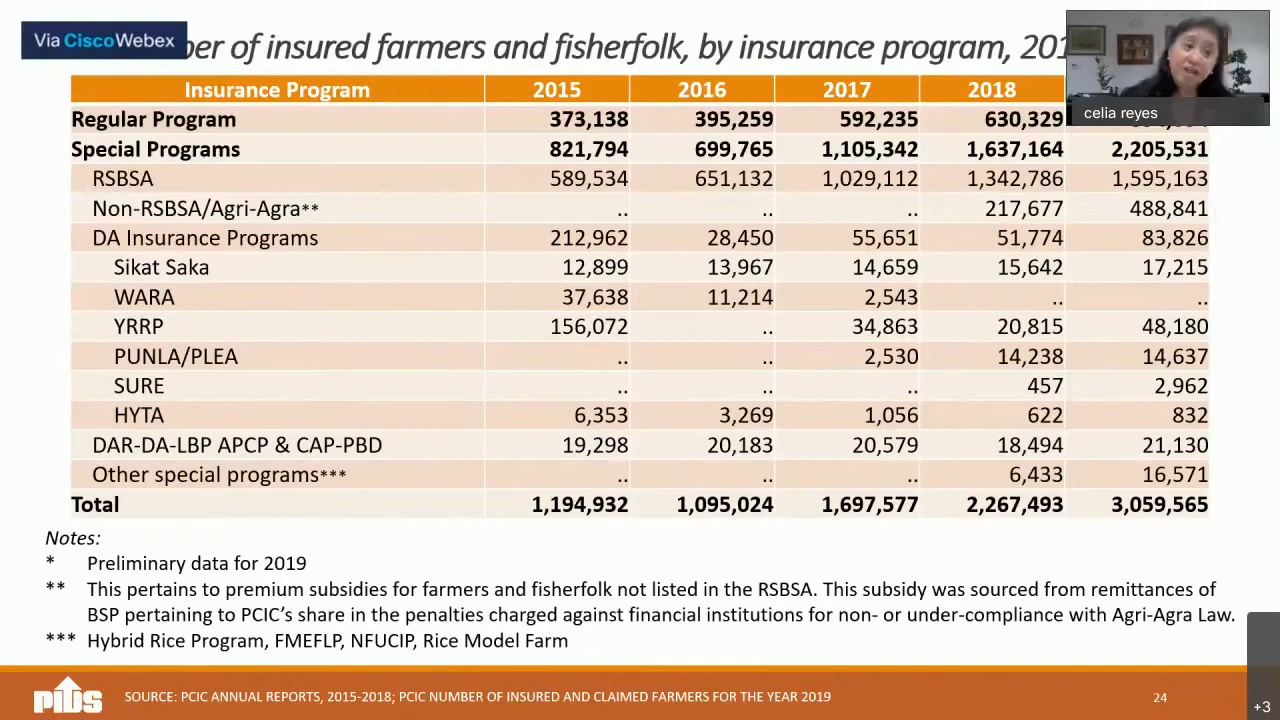 Via Cisco Webex
of insured farmers and fisherfolk, by insurance program,
celia reyes
Insurance Program 2015 2016 2017 2018
Regular Program 373,138 395,259 592,235 630,329
Special Programs 821,794 699,765 1,105,342 1,637,164 2,205,531
RSBSA 589,534 651,132 1,029,112 1,342,786 1,595,163
Non-RSBSA/Agri-Agra** .. .. .. 217,677 488,841
DA Insurance Programs 212,962 28,450 55,651 51,774 83,826
Sikat Saka 12,899 13,967 14,659 15,642 17,215
WARA 37,638 11,214 2,543 .. ..
YRRP 156,072 .. 34,863 20,815 48,180
PUNLA/PLEA .. .. 2,530 14,238 14,637
SURE .. .. .. 457 2,962
HYTA 6,353 3,269 1,056 622 832
DAR-DA-LBP APCP & CAP-PBD 19,298 20,183 20,579 18,494 21,130
Other special programs*** .. .. .. 6,433 16,571
Total 1,194,932 1,095,024 1,697,577 2,267,493 3,059,565
Notes:
* Preliminary data for 2019
** This pertains to premium subsidies for farmers and fisherfolk not listed in the RSBSA. This subsidy was sourced from remittances of
BSP pertaining to PCIC's share in the penalties charged against financial institutions for non- or under-compliance with Agri-Agra Law.
*** Hybrid Rice Program, FMEFLP, NFUCIP, Rice Model Farm
PIDS
SOURCE: PCIC ANNUAL REPORTS, 2015-2018; PCIC NUMBER OF INSURED AND CLAIMED FARMERS FOR THE YEAR 2019
24
+3